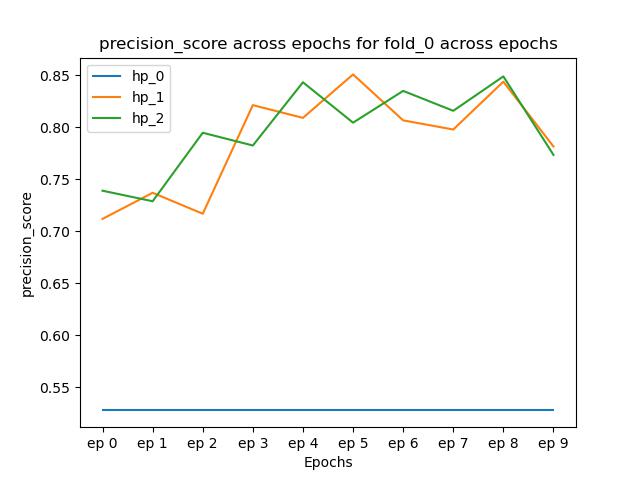 precision_score across epochs for fold_0 across epochs
hp_0
hp_1
hp_2
0.85
0.80
0.75
0.70
0.65
0.60
0.55
precision_score
ep 0 ep 1 ep 2 ep 3 ep 4 ep 5 ep 6 ep 7 ep 8 ep 9
Epochs